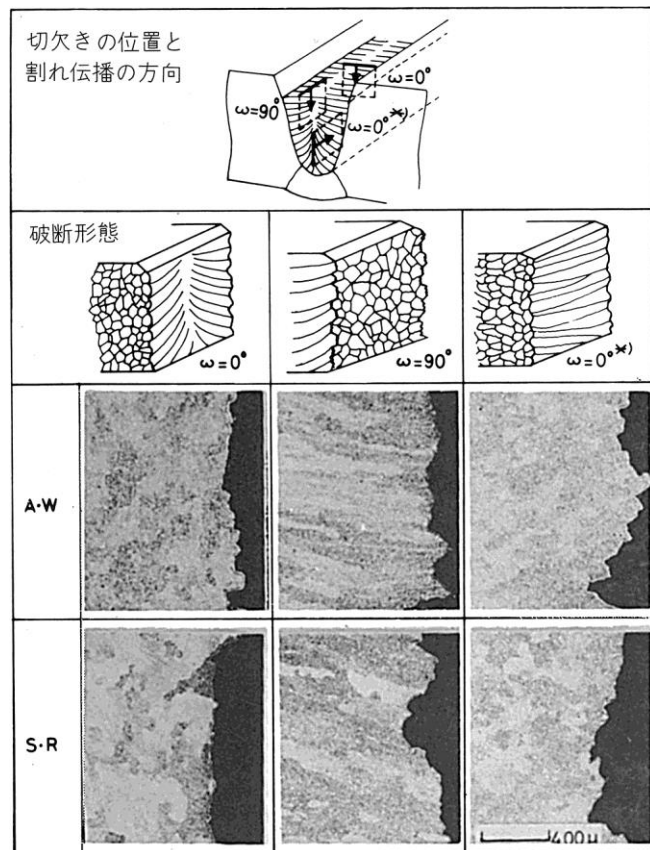 切欠きの位置と
割れ伝播の方向
ω=0°
ω=90°
ω=0°*)
破断形態
ω=0°
ω=90°
ω=0°*)
A·W
S·R
400μ